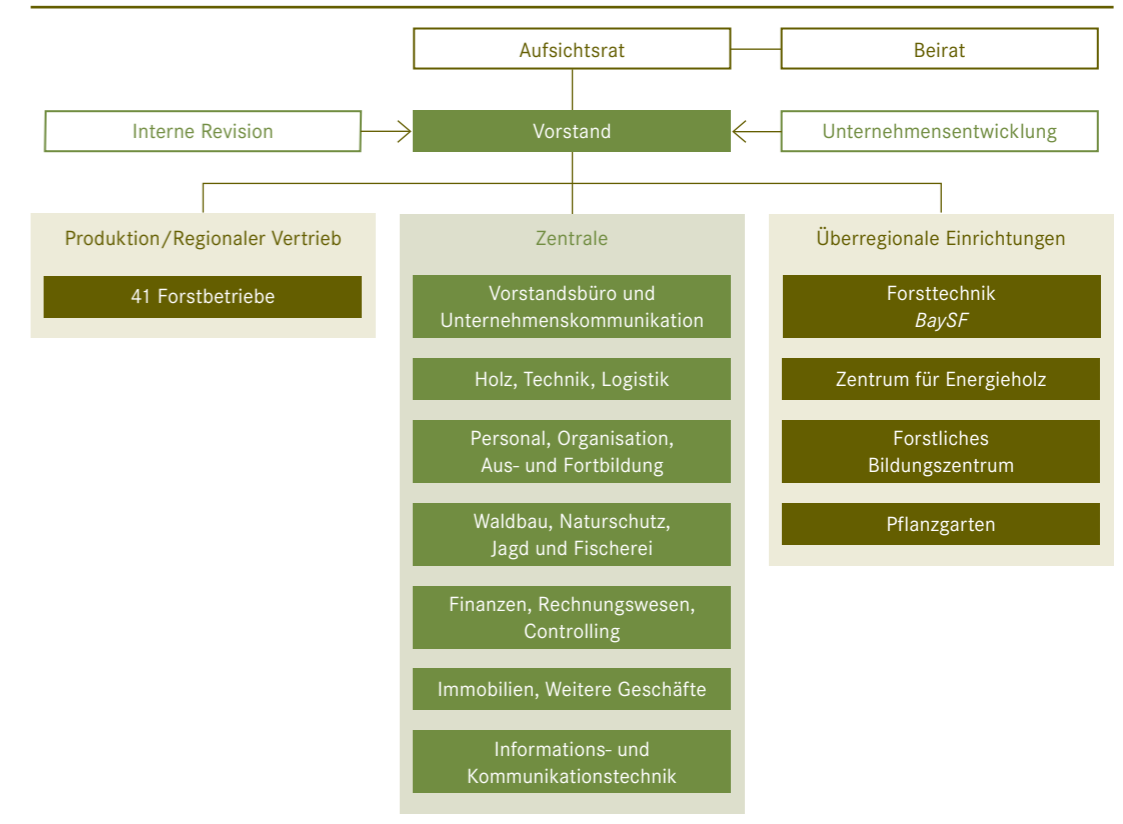 Aufsichtsrat
Beirat
Interne Revision
Vorstand
Unternehmensentwicklung
Produktion/Regionaler Vertrieb
41 Forstbetriebe
Zentrale
Vorstandsbüro und
Unternehmenskommunikation
Holz, Technik, Logistik
Personal, Organisation,
Aus- und Fortbildung
Waldbau, Naturschutz,
Jagd und Fischerei
Finanzen, Rechnungswesen,
Controlling
Immobilien, Weitere Geschäfte
Informations- und
Kommunikationstechnik
Überregionale Einrichtungen
Forsttechnik
BaySF
Zentrum für Energieholz
Forstliches
Bildungszentrum
Pflanzgarten